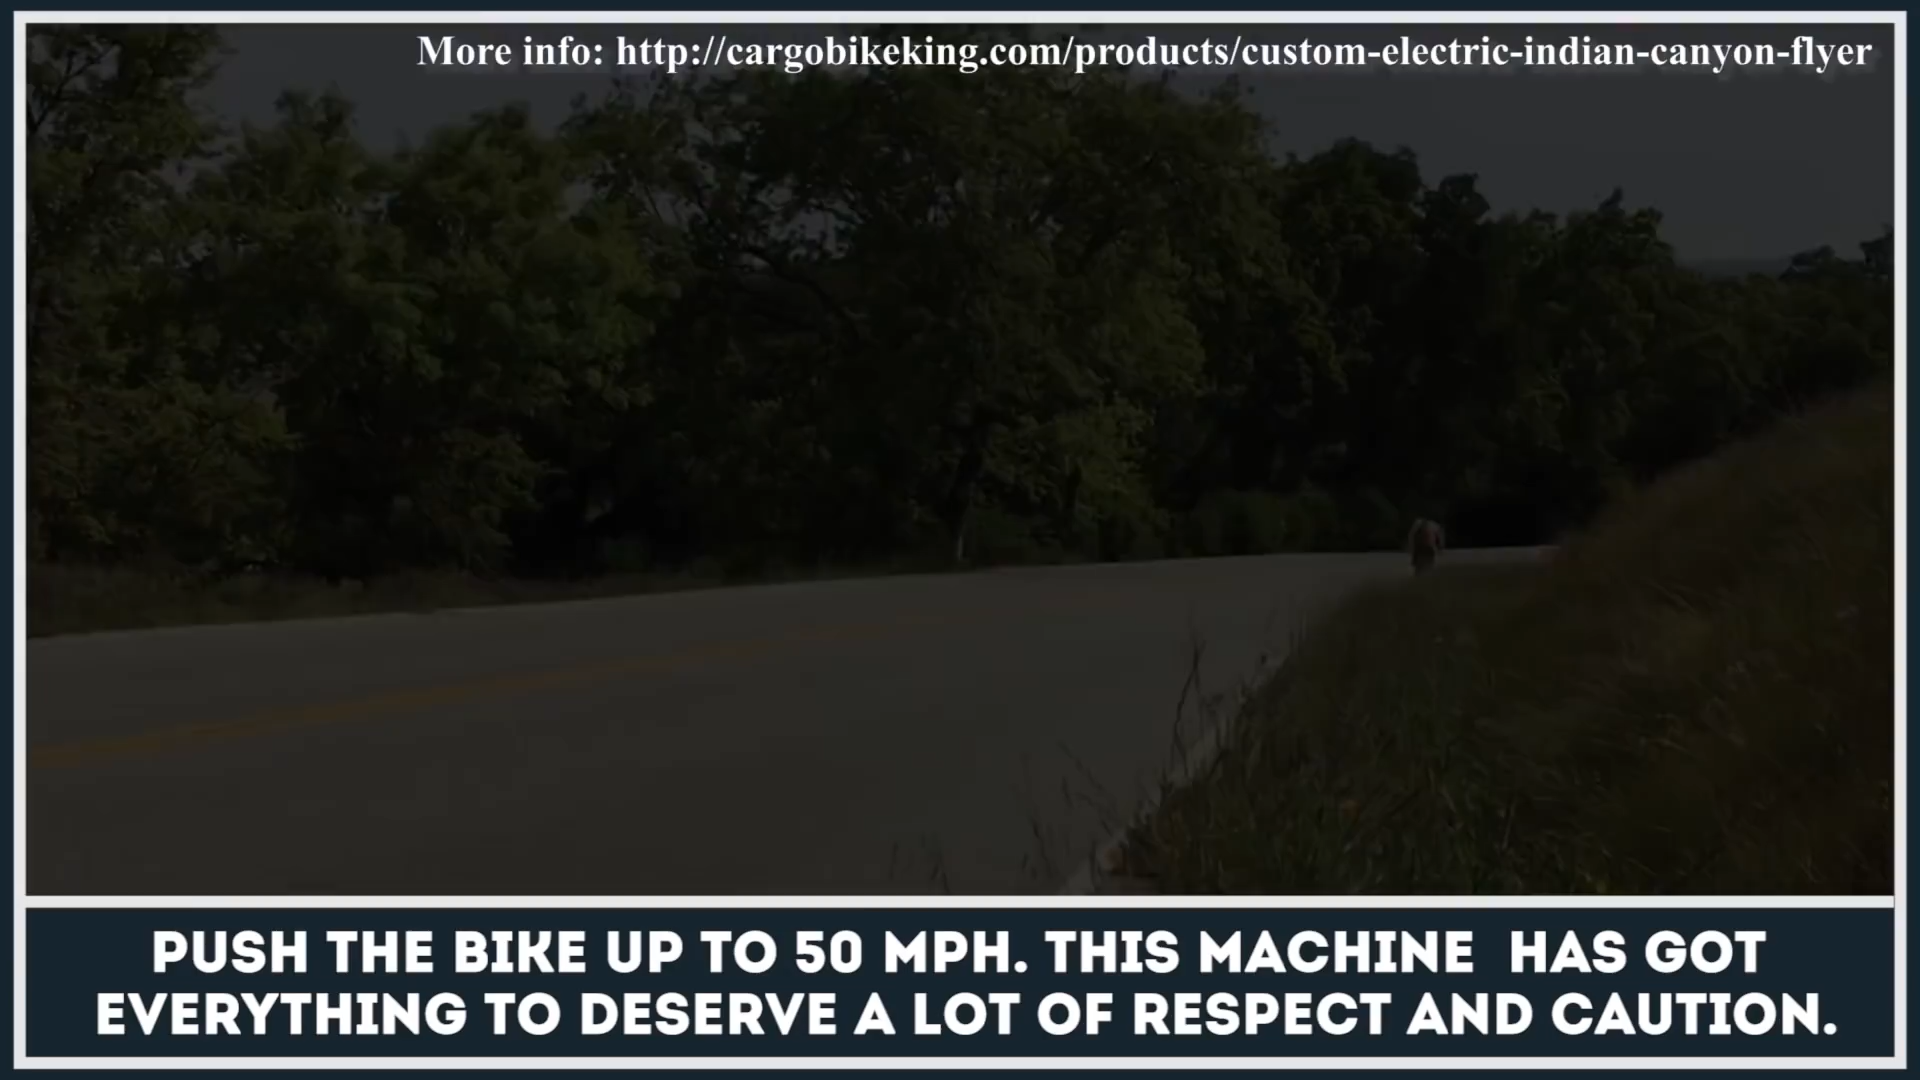 More info: http://cargobikeking.com/products/custom-electric-indian-canyon-flyer
PUSH THE BIKE UP TO 50 MPH. THIS MACHINE HAS GOT
EVERYTHING TO DESERVE A LOT OF RESPECT AND CAUTION.